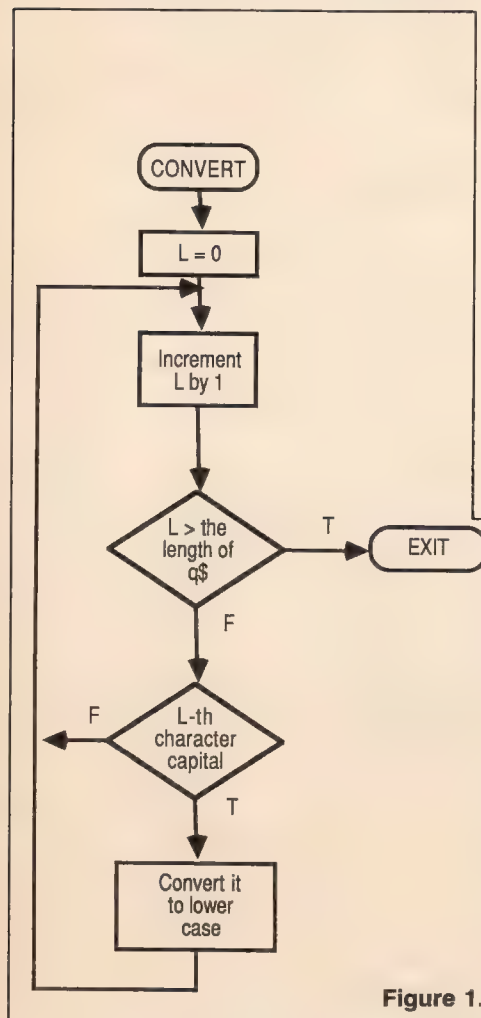 CONVERT
L = 0
Increment
L by 1
L > the
length of
q$
T
EXIT
F
L-th
character
capital
F
T
Convert it
to lower
case
Figure 1.